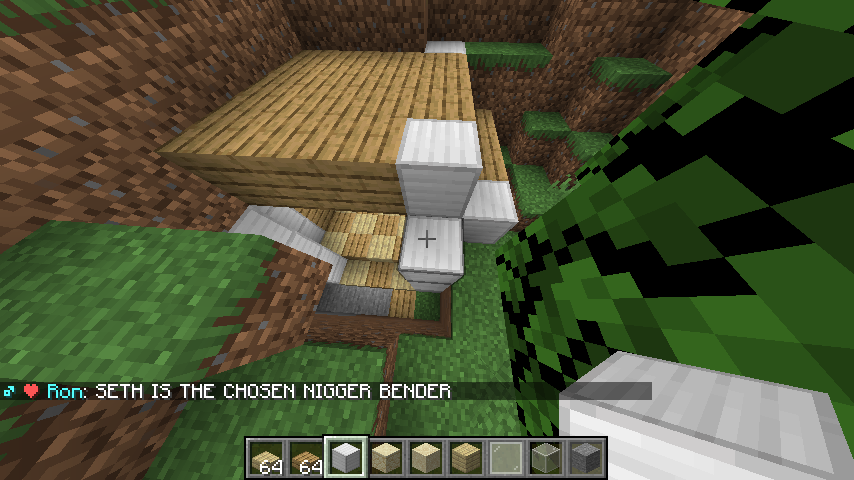 ♂ ❤ Ron: SETH IS THE CHOSEN NIGGER BENDER
64 64